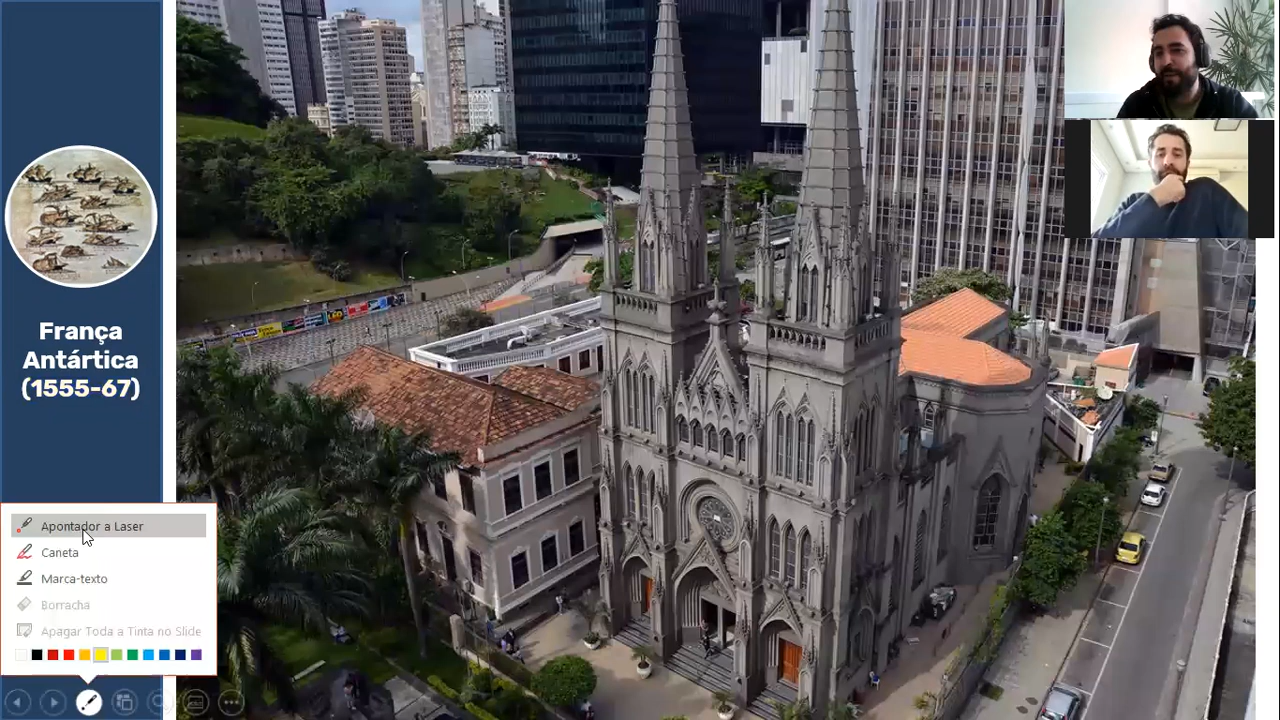 França
Antártica
(1555-67)
Apontador a Laser
Caneta
Marca-texto
Borracha
Apagar Toda a Tinta no Slide